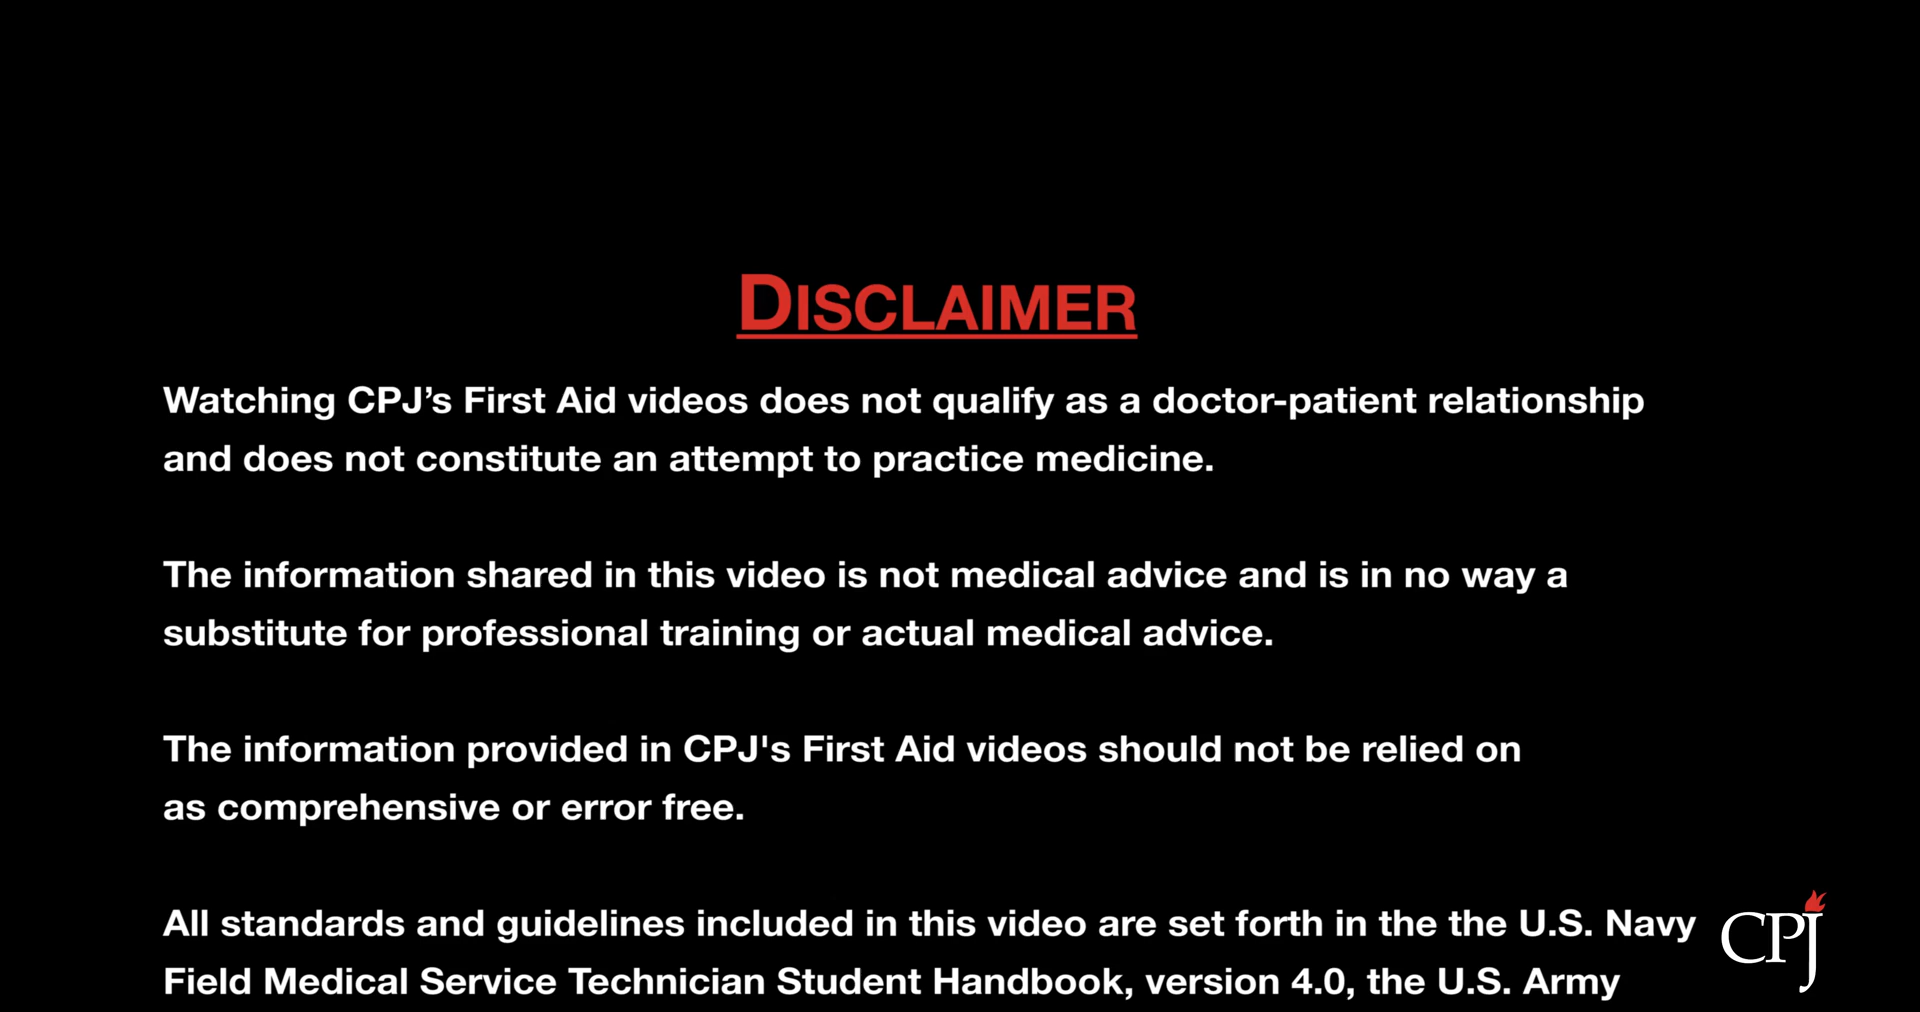 DISCLAIMER
Watching CPJ’s First Aid videos does not qualify as a doctor-patient relationship
and does not constitute an attempt to practice medicine.
The information shared in this video is not medical advice and is in no way a
substitute for professional training or actual medical advice.
The information provided in CPJ's First Aid videos should not be relied on
as comprehensive or error free.
All standards and guidelines included in this video are set forth in the the U.S. Navy
Field Medical Service Technician Student Handbook, version 4.0, the U.S. Army
CPJ